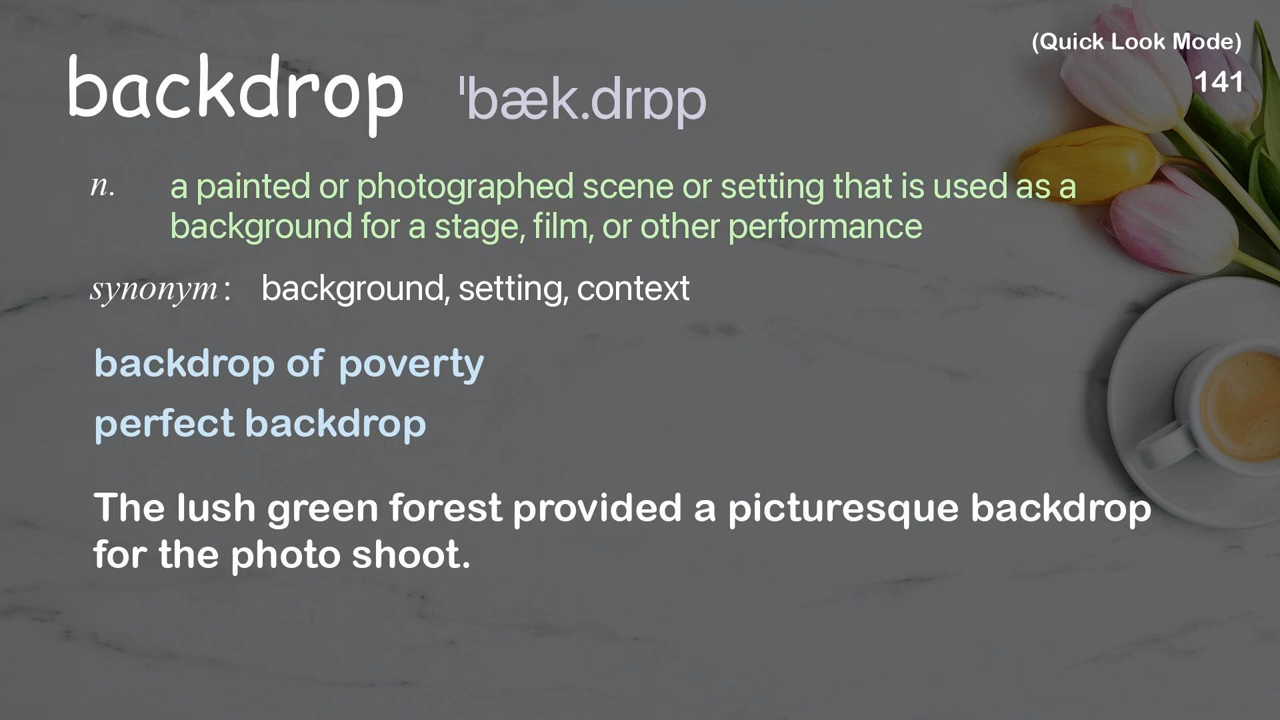 (Quick Look Mode)
141
backdrop ˈbæk.drɒp
n. a painted or photographed scene or setting that is used as a
background for a stage, film, or other performance
synonym: background, setting, context
backdrop of poverty
perfect backdrop
The lush green forest provided a picturesque backdrop
for the photo shoot.